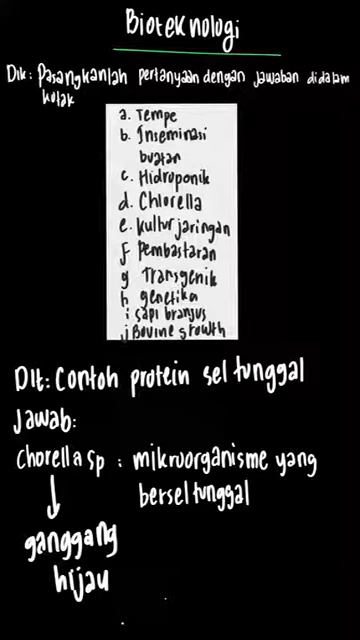 Bioteknologi
Dik: Pasangkanlah pertanyaan dengan jawaban didalam
kotak
a. Tempe
b. Inseminasi
buatan
c. Hidroponik
d. Chlorella
e. Kultur jaringan
f Pembastaran
g Transgenik
h genetika
i sapi brangus
j Bovine growth
Dit: Contoh protein sel tunggal
Jawab:
Chorella sp : mikroorganisme yang
bersel tunggal
ganggang
hijau